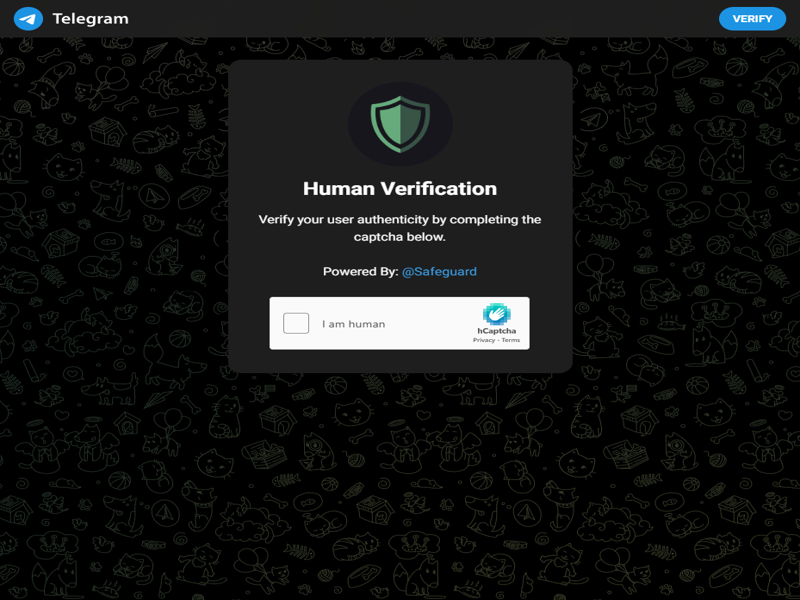 Telegram
VERIFY
Human Verification
Verify your user authenticity by completing the
captcha below.
Powered By: @Safeguard
I am human
hCaptcha
Privacy - Terms